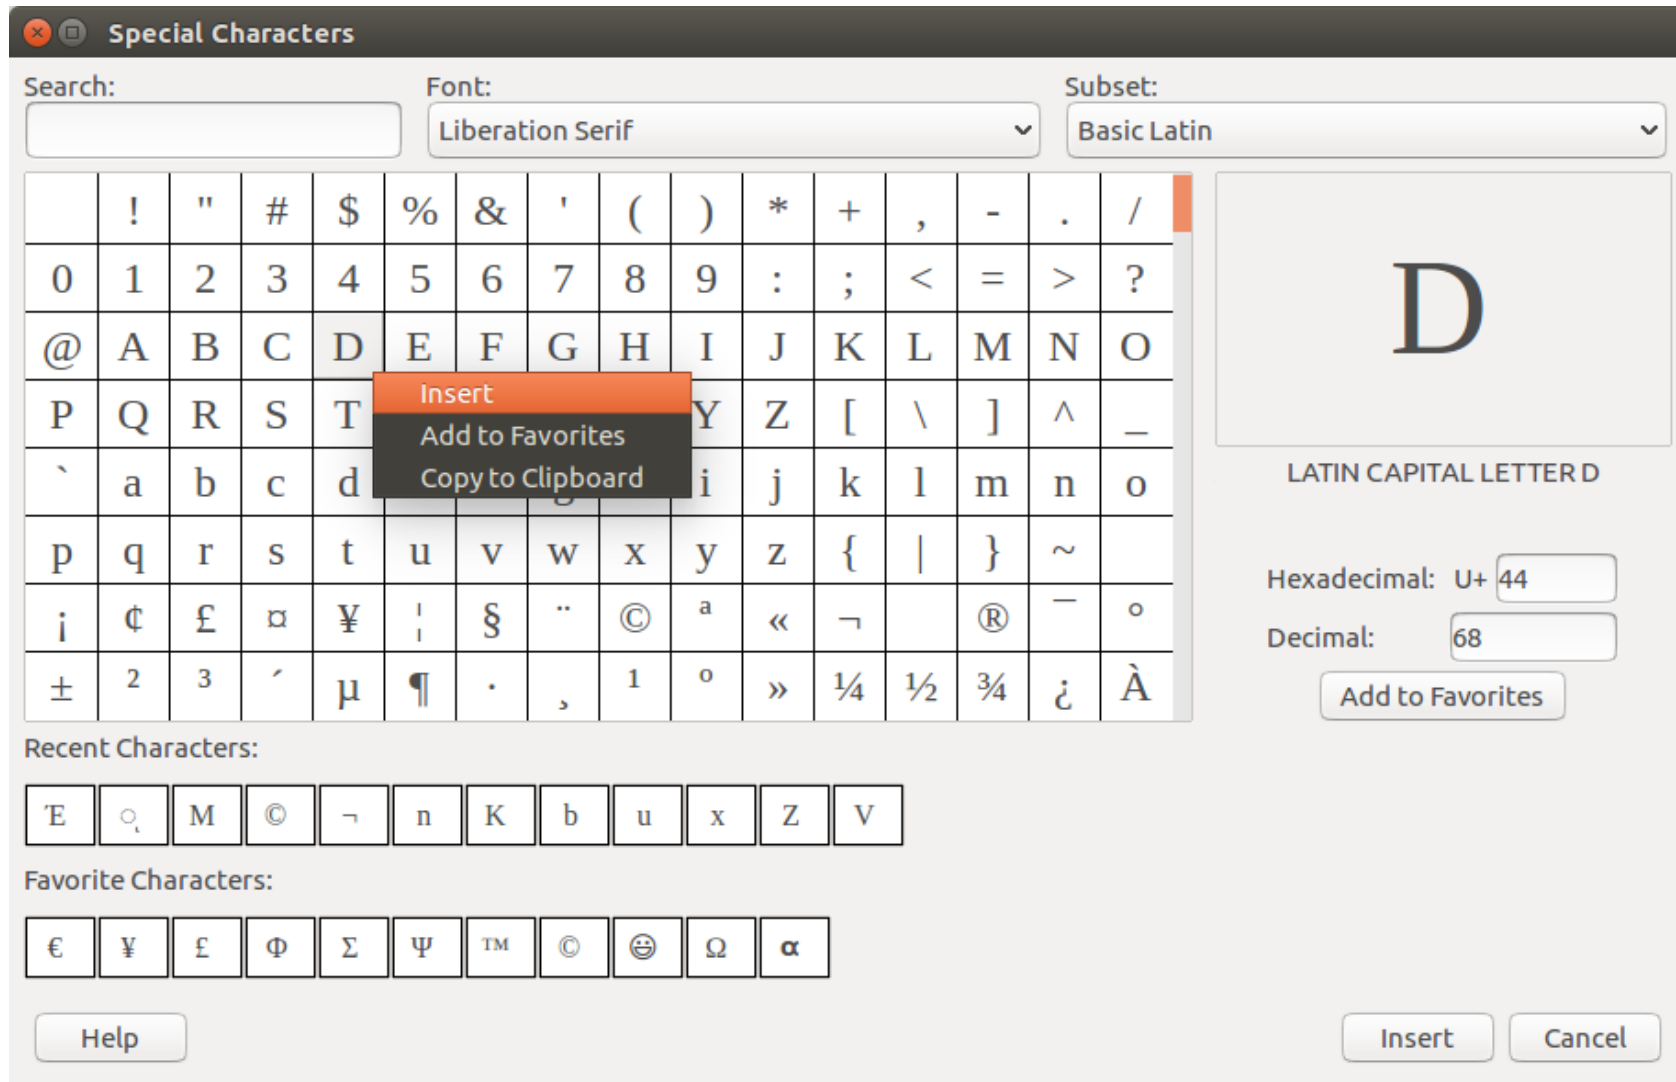 Special Characters
Search: Font: Subset:
Liberation Serif Basic Latin
! " # $ % & ' ( ) * + , - . /
0 1 2 3 4 5 6 7 8 9 : ; < = > ?
@ A B C D E F G H I J K L M N O
D
Insert
P Q R S T Y Z [ \ ] ^ _
Add to Favorites
` a b c d i j k l m n o
Copy to Clipboard
LATIN CAPITAL LETTER D
p q r s t u v w x y z { | } ~
Hexadecimal: U+ 44
¡ ¢ £ ¤ ¥ ¦ § ¨ © ª « ¬ ® ¯ °
Decimal: 68
± ² ³ ´ µ ¶ · ¸ ¹ º » ¼ ½ ¾ ¿ À
Add to Favorites
Recent Characters:
Έ ͅ M © ¬ n K b u x Z V
Favorite Characters:
€ ¥ £ Φ Σ Ψ ™ © 😃 Ω α
Help Insert Cancel